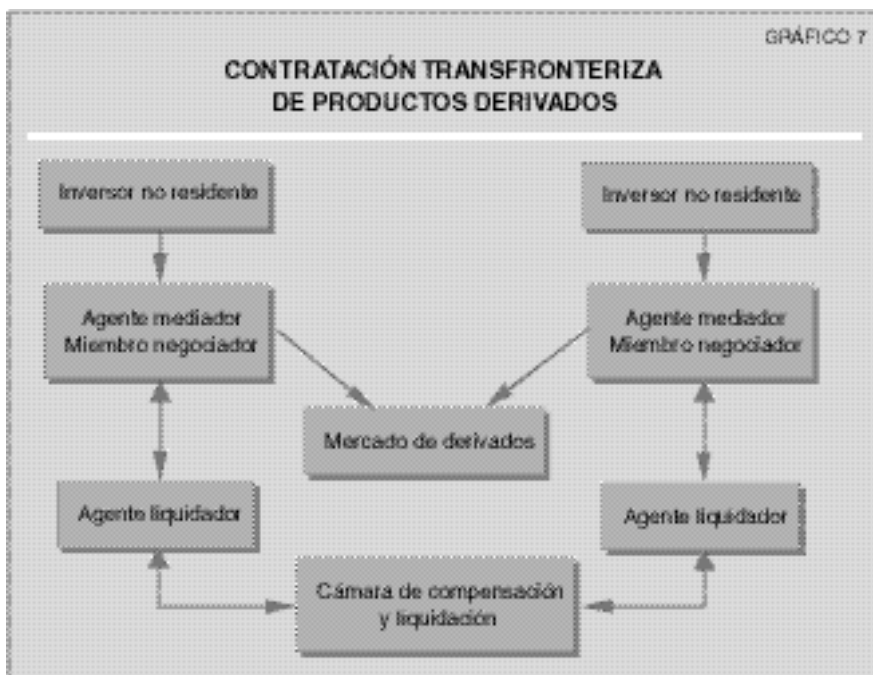 GRÁFICO 7
CONTRATACIÓN TRANSFRONTERIZA
DE PRODUCTOS DERIVADOS
Inversor no residente
Inversor no residente
Agente mediador
Miembro negociador
Agente mediador
Miembro negociador
Mercado de derivados
Agente liquidador
Agente liquidador
Cámara de compensación
y liquidación